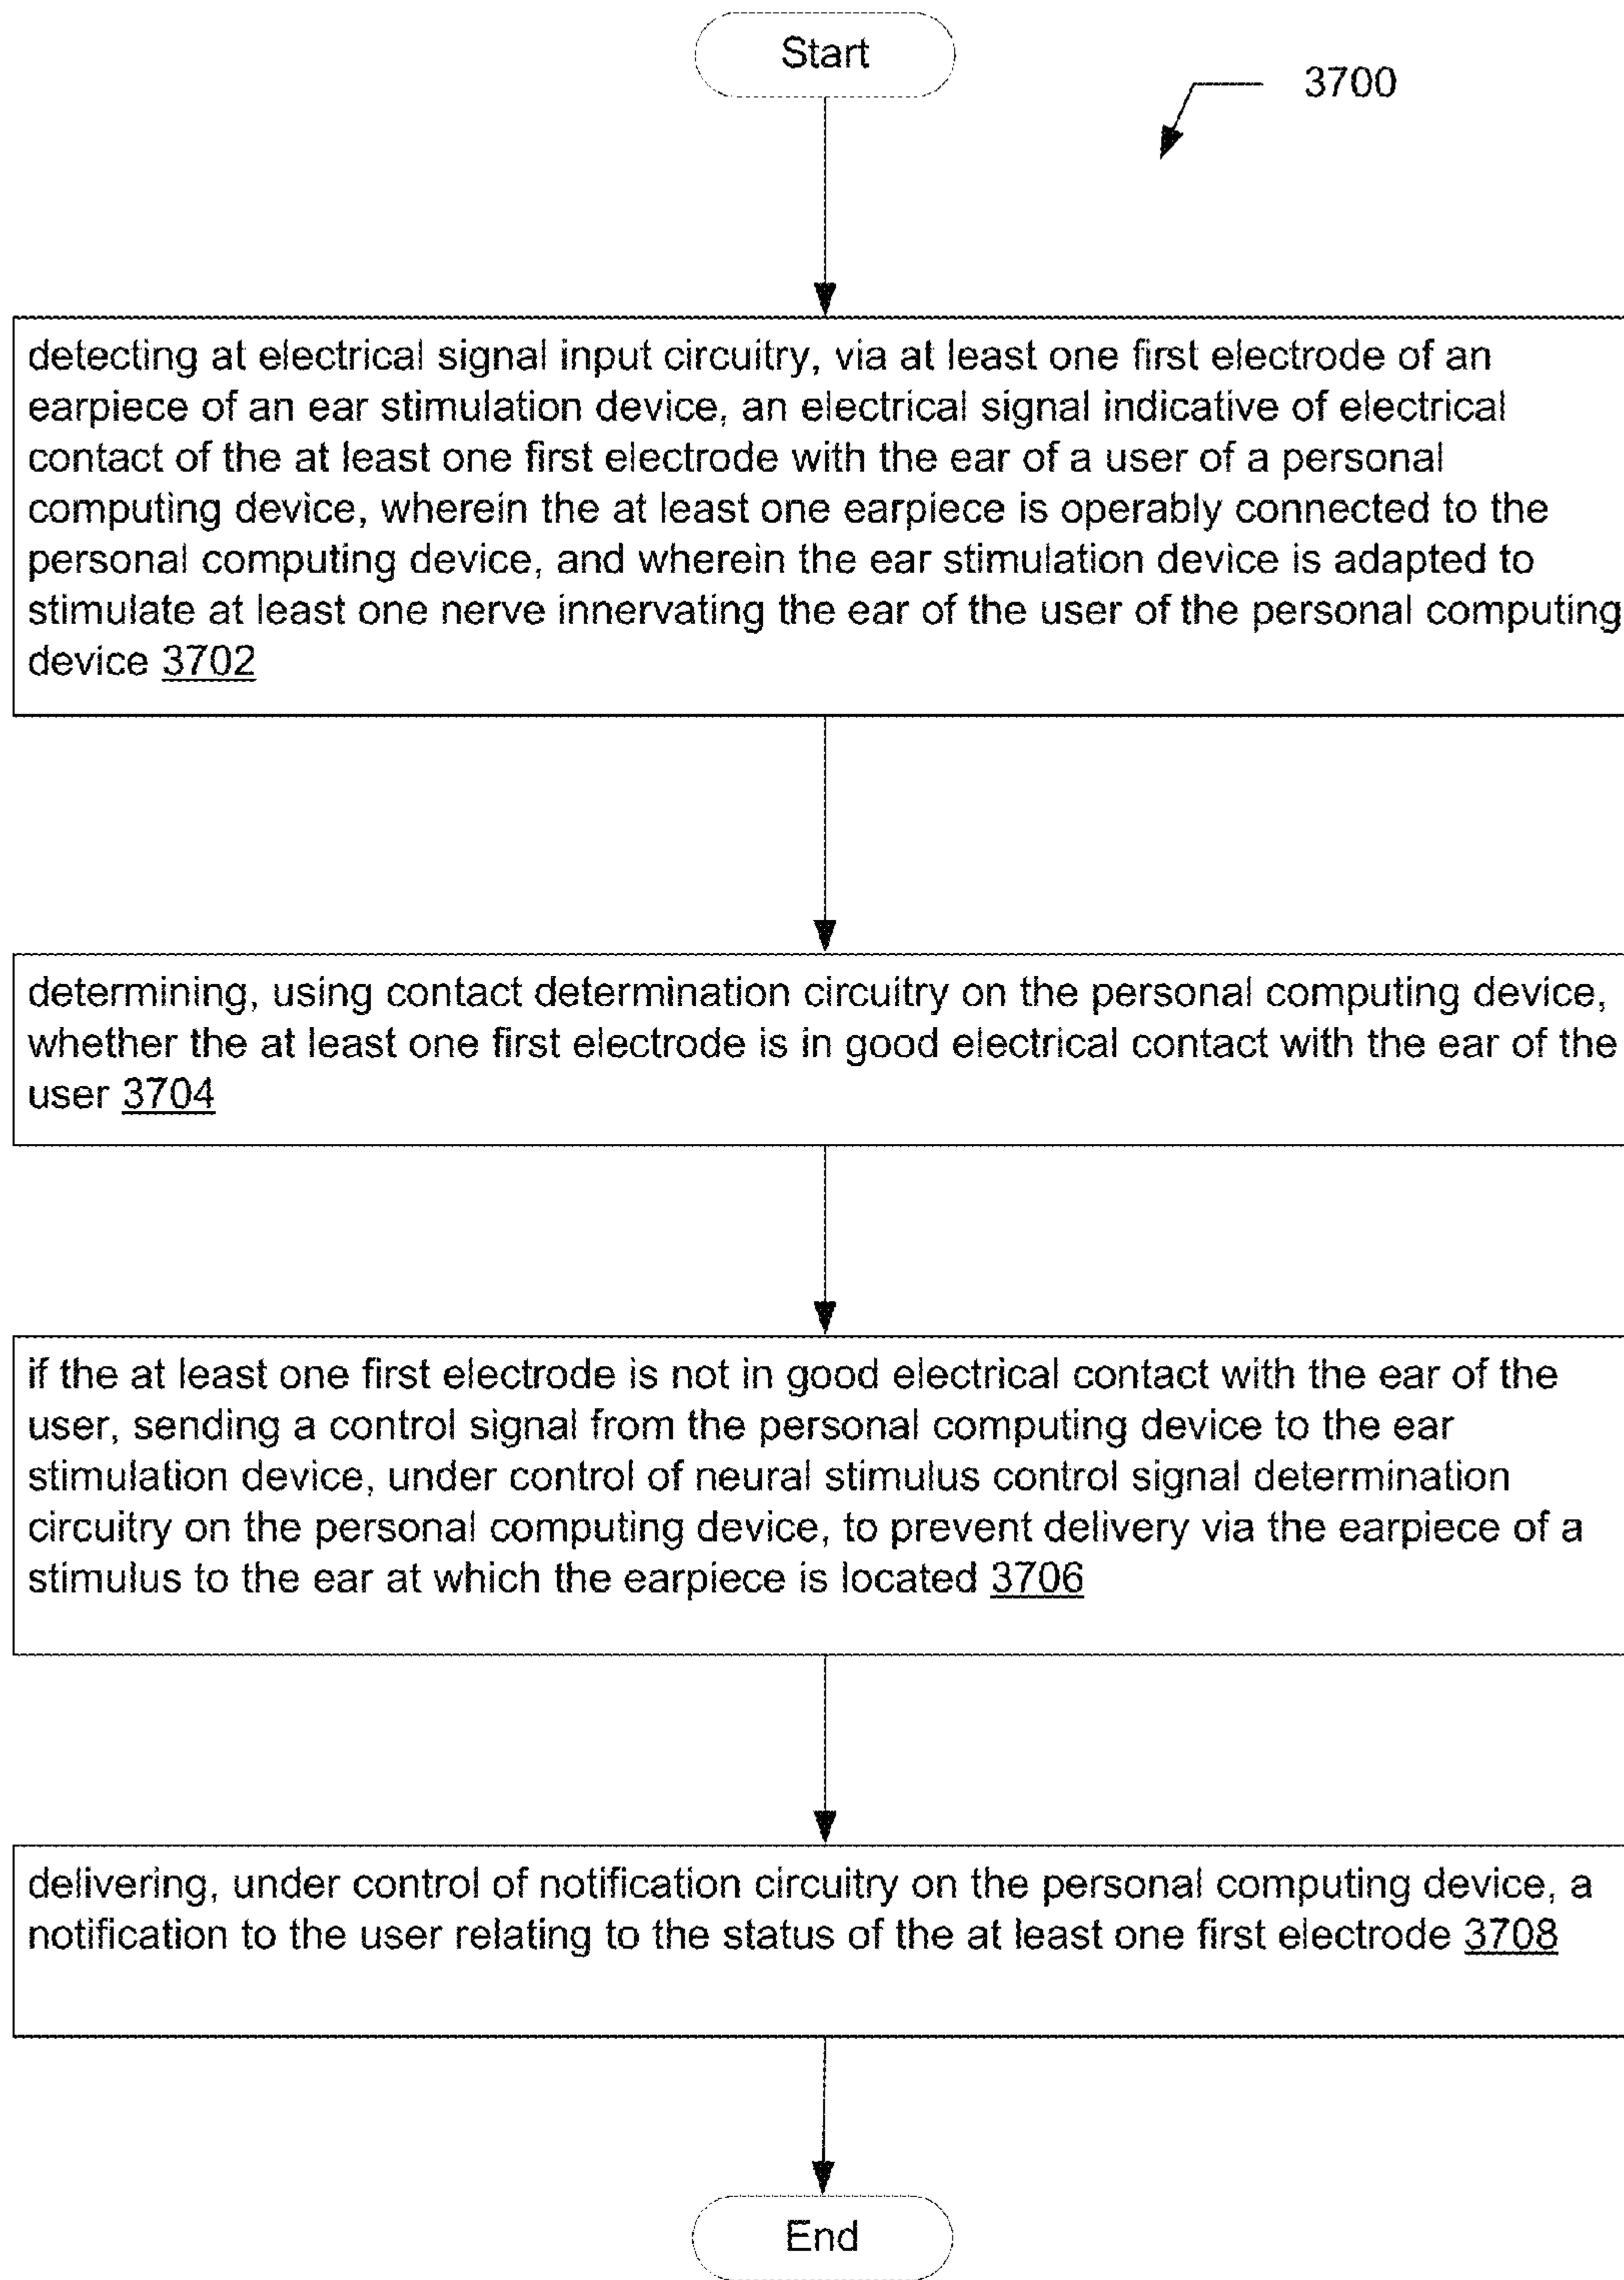 Start
3700
detecting at electrical signal input circuitry, via at least one first electrode of an
earpiece of an ear stimulation device, an electrical signal indicative of electrical
contact of the at least one first electrode with the ear of a user of a personal
computing device, wherein the at least one earpiece is operably connected to the
personal computing device, and wherein the ear stimulation device is adapted to
stimulate at least one nerve innervating the ear of the user of the personal computing
device 3702
determining, using contact determination circuitry on the personal computing device,
whether the at least one first electrode is in good electrical contact with the ear of the
user 3704
if the at least one first electrode is not in good electrical contact with the ear of the
user, sending a control signal from the personal computing device to the ear
stimulation device, under control of neural stimulus control signal determination
circuitry on the personal computing device, to prevent delivery via the earpiece of a
stimulus to the ear at which the earpiece is located 3706
delivering, under control of notification circuitry on the personal computing device, a
notification to the user relating to the status of the at least one first electrode 3708
End